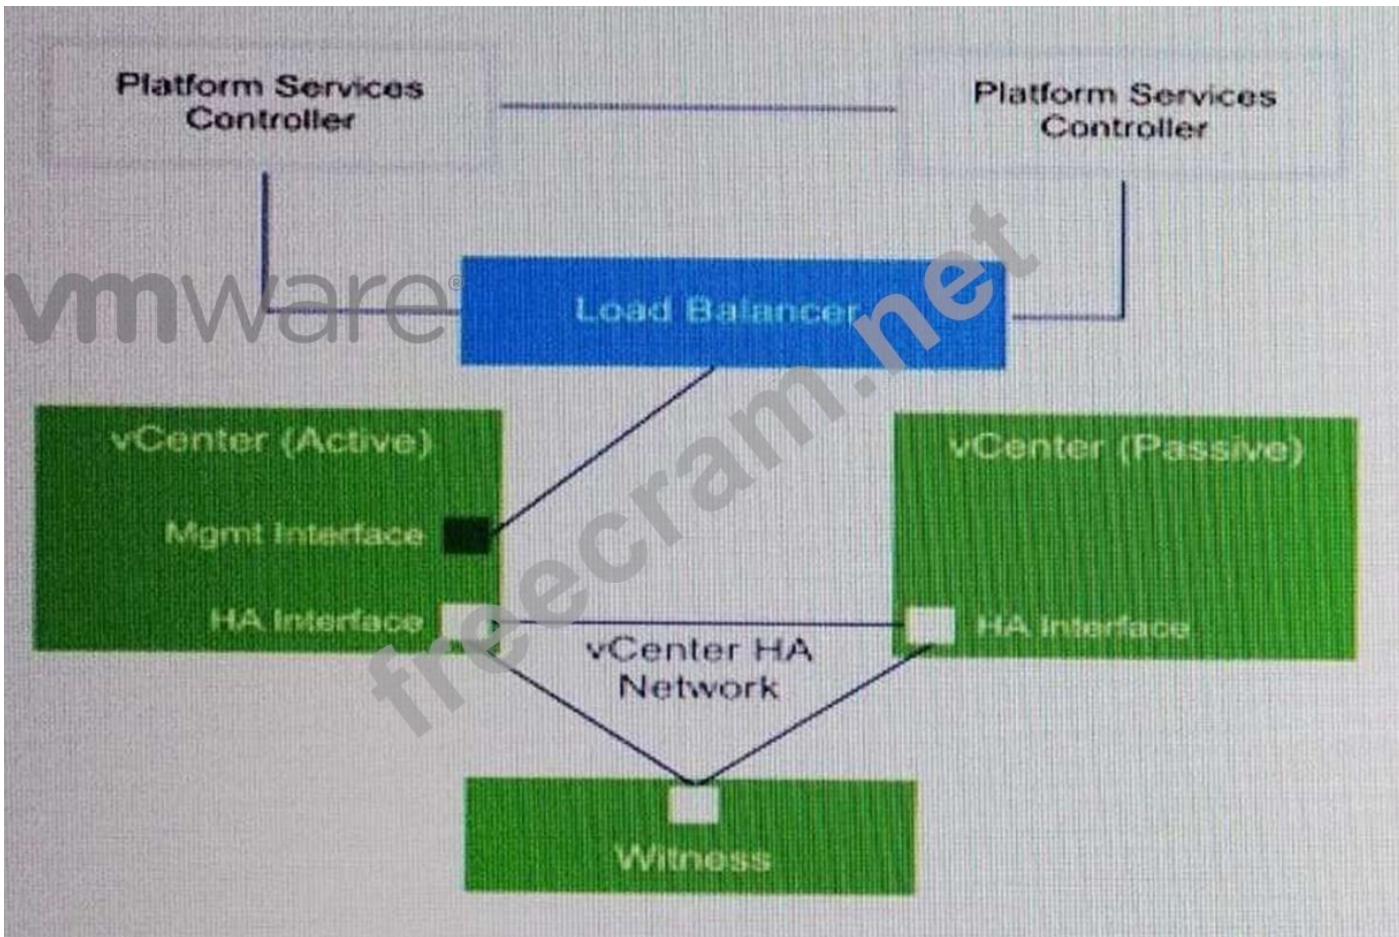 Platform Services
Controller
Platform Services
Controller
vmware®
Load Balancer
vCenter (Active)
vCenter (Passive)
Mgmt Interface
HA Interface
HA Interface
vCenter HA
Network
Witness
freecram.net